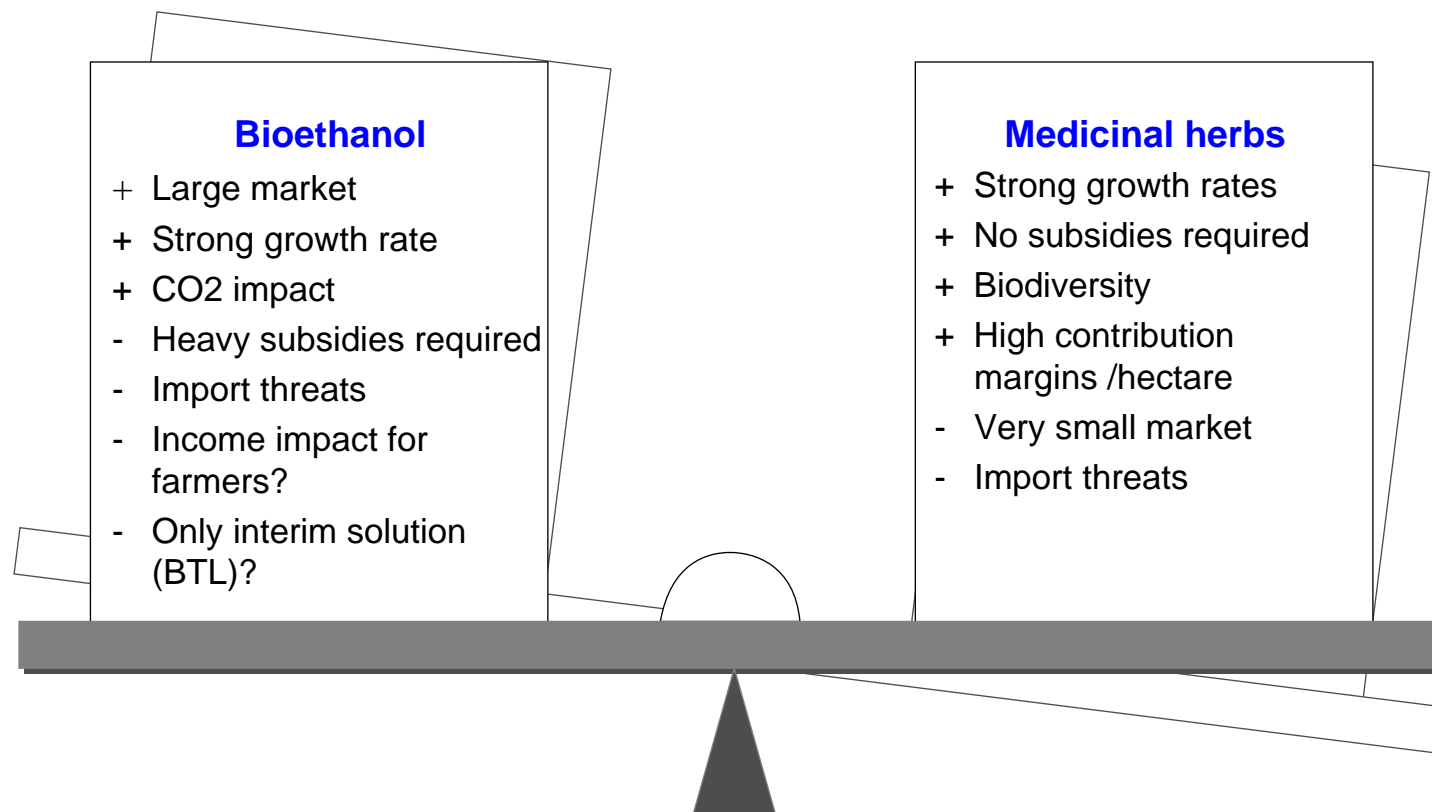 Bioethanol
+ Large market
+ Strong growth rate
+ CO2 impact
- Heavy subsidies required
- Import threats
- Income impact for
farmers?
- Only interim solution
(BTL)?
Medicinal herbs
+ Strong growth rates
+ No subsidies required
+ Biodiversity
+ High contribution
margins /hectare
- Very small market
- Import threats